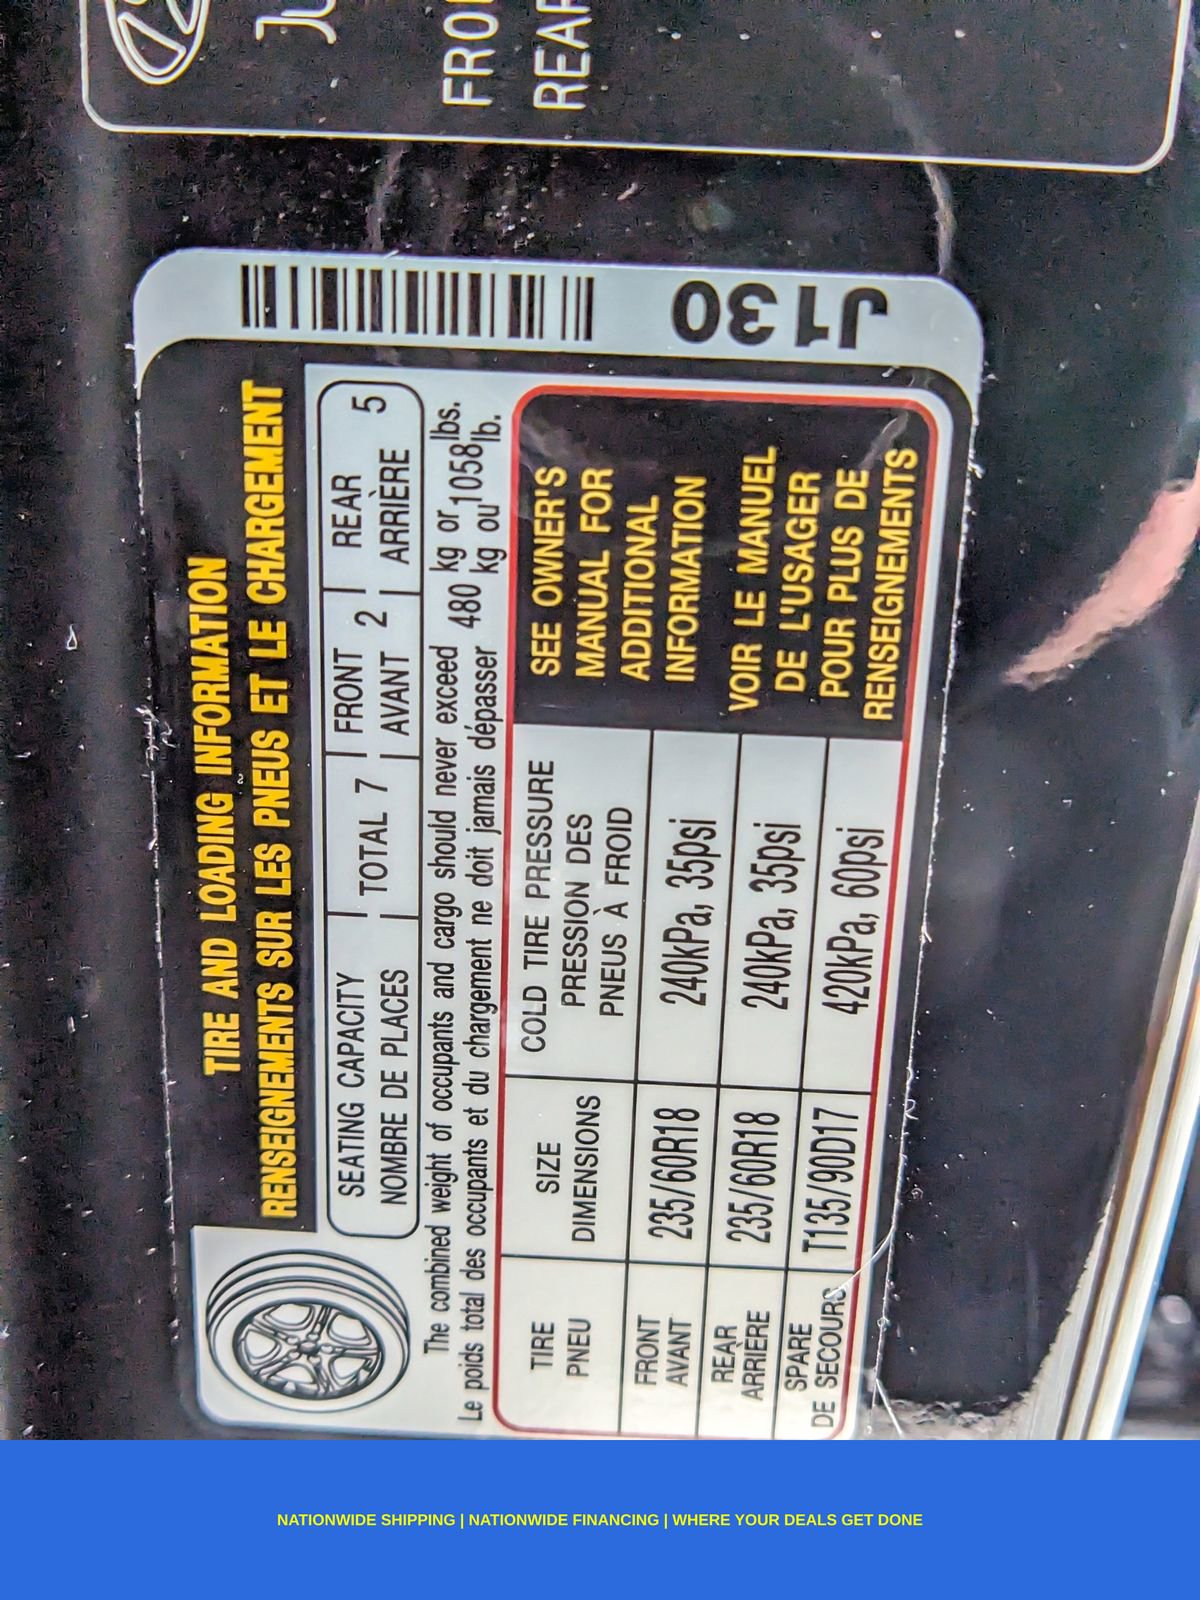 FRO
REAR
J130
TIRE AND LOADING INFORMATION
RENSEIGNEMENTS SUR LES PNEUS ET LE CHARGEMENT
SEATING CAPACITY | TOTAL 7 | FRONT 2 | REAR 5
NOMBRE DE PLACES | AVANT | ARRIÈRE
The combined weight of occupants and cargo should never exceed 480 kg or 1058 lbs.
Le poids total des occupants et du chargement ne doit jamais dépasser 480 kg ou 1058 lb.
TIRE
PNEU
SIZE
DIMENSIONS
COLD TIRE PRESSURE
PRESSION DES
PNEUS À FROID
FRONT
AVANT
235/60R18
240kPa, 35psi
REAR
ARRIÈRE
235/60R18
240kPa, 35psi
SPARE
DE SECOURS
T135/90D17
420kPa, 60psi
SEE OWNER'S
MANUAL FOR
ADDITIONAL
INFORMATION
VOIR LE MANUEL
DE L'USAGER
POUR PLUS DE
RENSEIGNEMENTS
NATIONWIDE SHIPPING | NATIONWIDE FINANCING | WHERE YOUR DEALS GET DONE